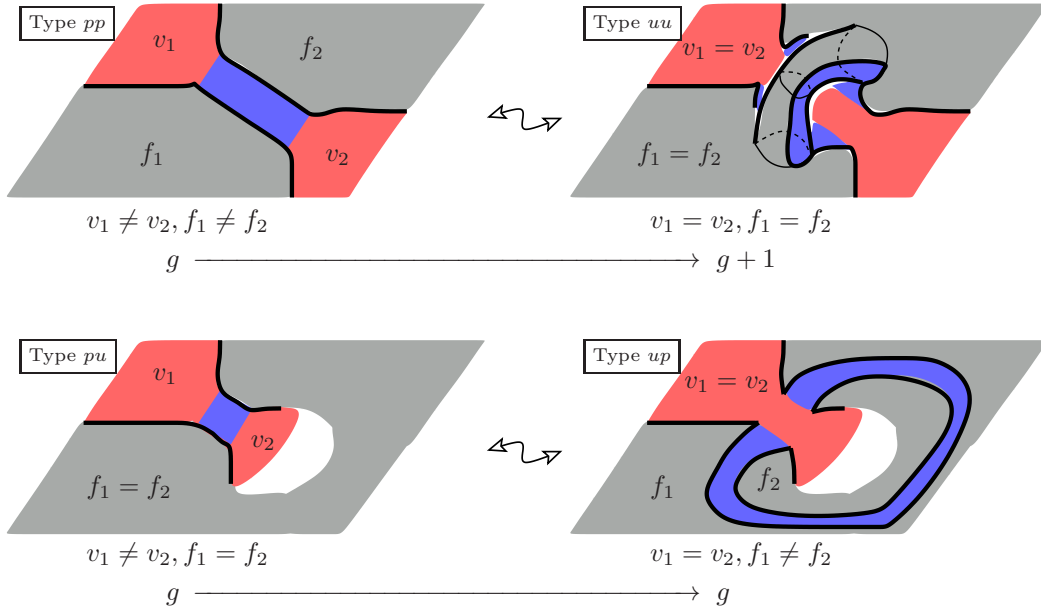 Type pp
v₁
f₂
f₁
v₂
v₁ ≠ v₂, f₁ ≠ f₂
Type uu
v₁ = v₂
f₁ = f₂
v₁ = v₂, f₁ = f₂
g → g + 1
Type pu
v₁
v₂
f₁ = f₂
v₁ ≠ v₂, f₁ = f₂
Type up
v₁ = v₂
f₁
f₂
v₁ = v₂, f₁ ≠ f₂
g → g